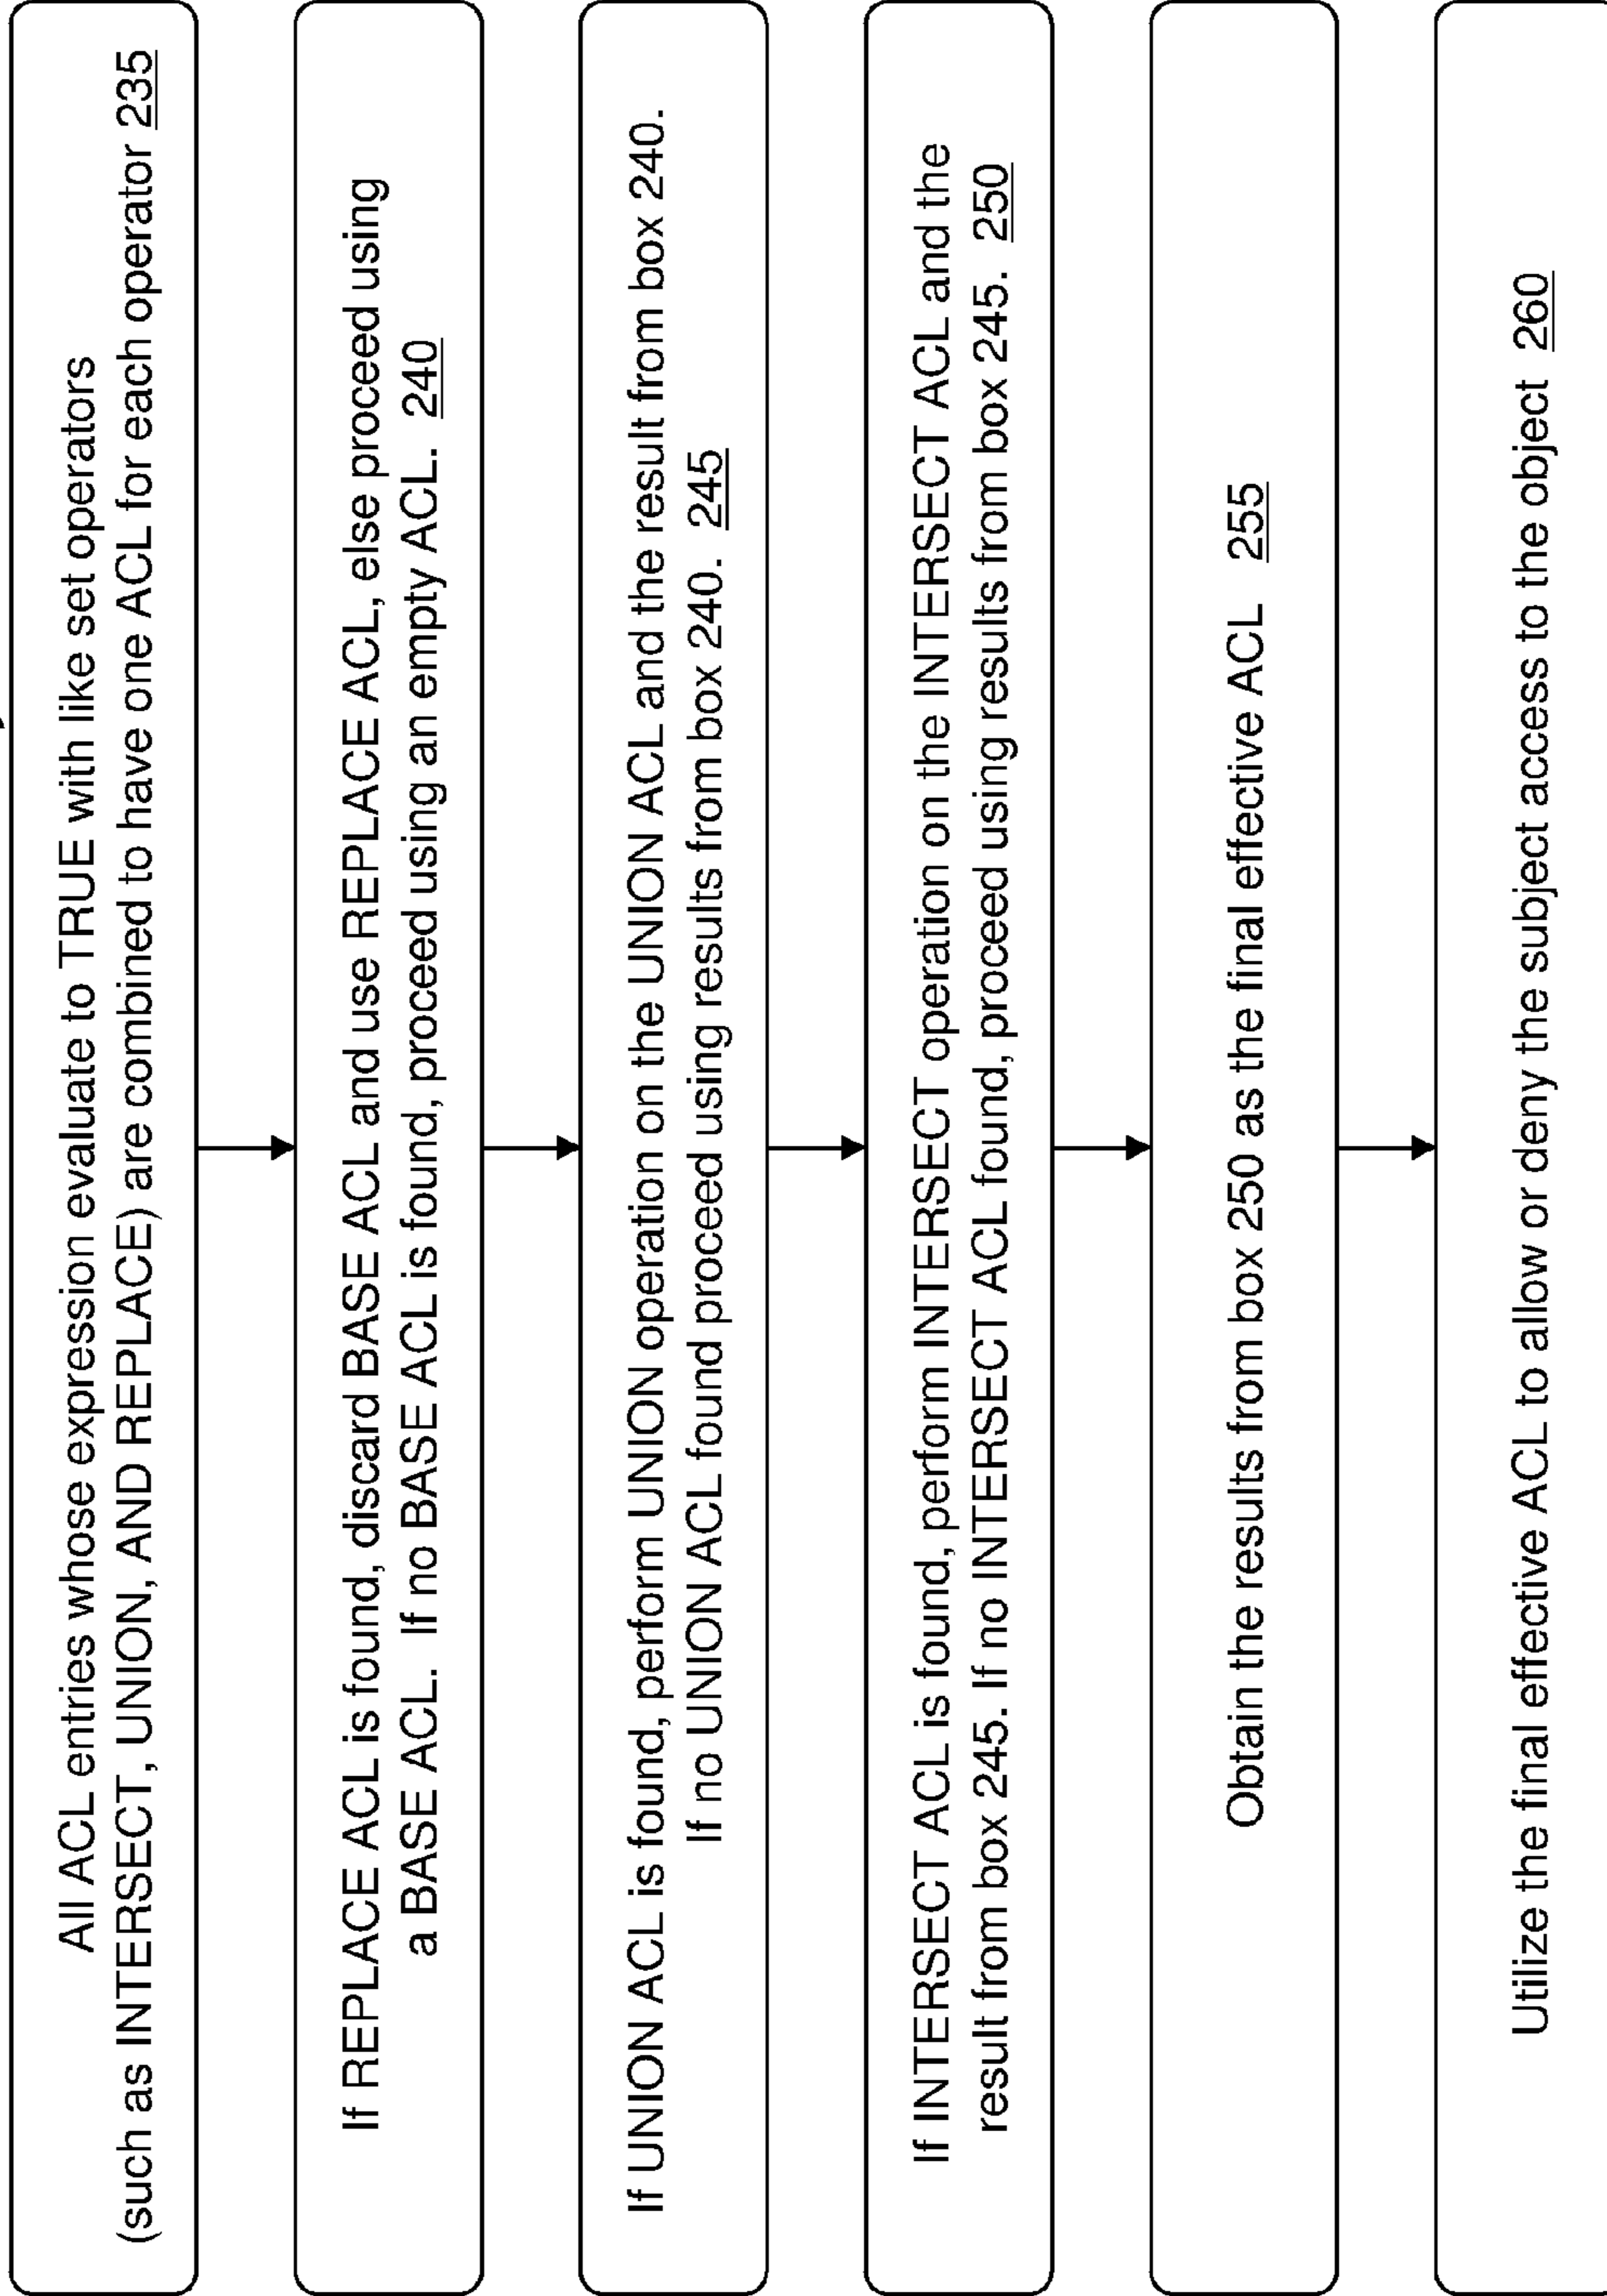 All ACL entries whose expression evaluate to TRUE with like set operators
(such as INTERSECT, UNION, AND REPLACE) are combined to have one ACL for each operator 235
If REPLACE ACL is found, discard BASE ACL and use REPLACE ACL, else proceed using
a BASE ACL. If no BASE ACL is found, proceed using an empty ACL. 240
If UNION ACL is found, perform UNION operation on the UNION ACL and the result from box 240.
If no UNION ACL found proceed using results from box 240. 245
If INTERSECT ACL is found, perform INTERSECT operation on the INTERSECT ACL and the
result from box 245. If no INTERSECT ACL found, proceed using results from box 245. 250
Obtain the results from box 250 as the final effective ACL 255
Utilize the final effective ACL to allow or deny the subject access to the object 260